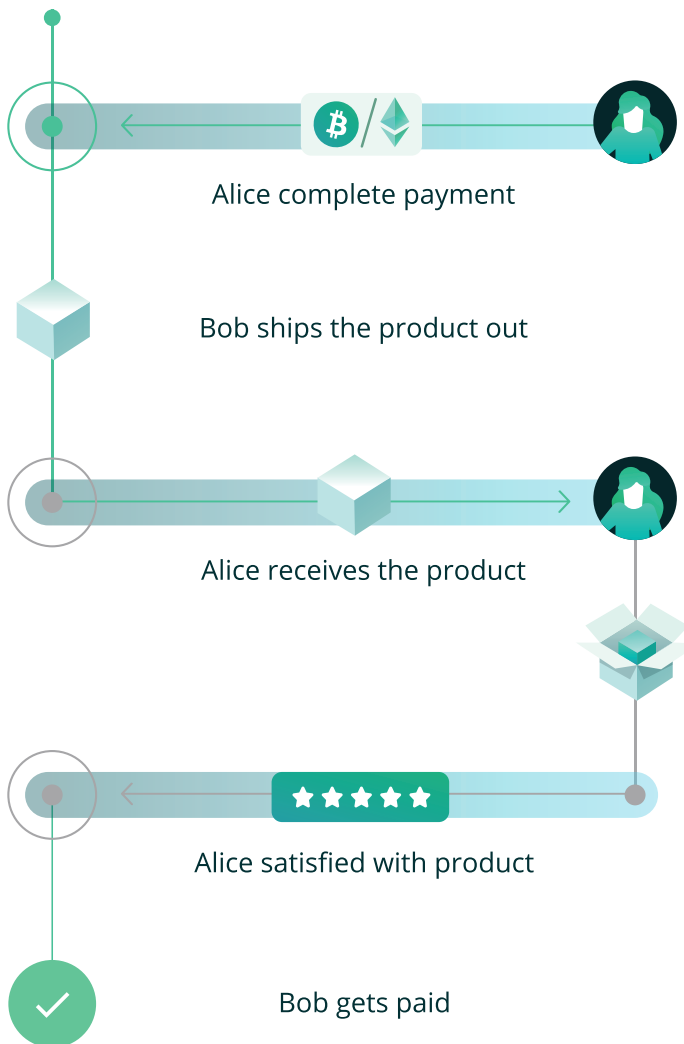 Alice complete payment
Bob ships the product out
Alice receives the product
Alice satisfied with product
Bob gets paid